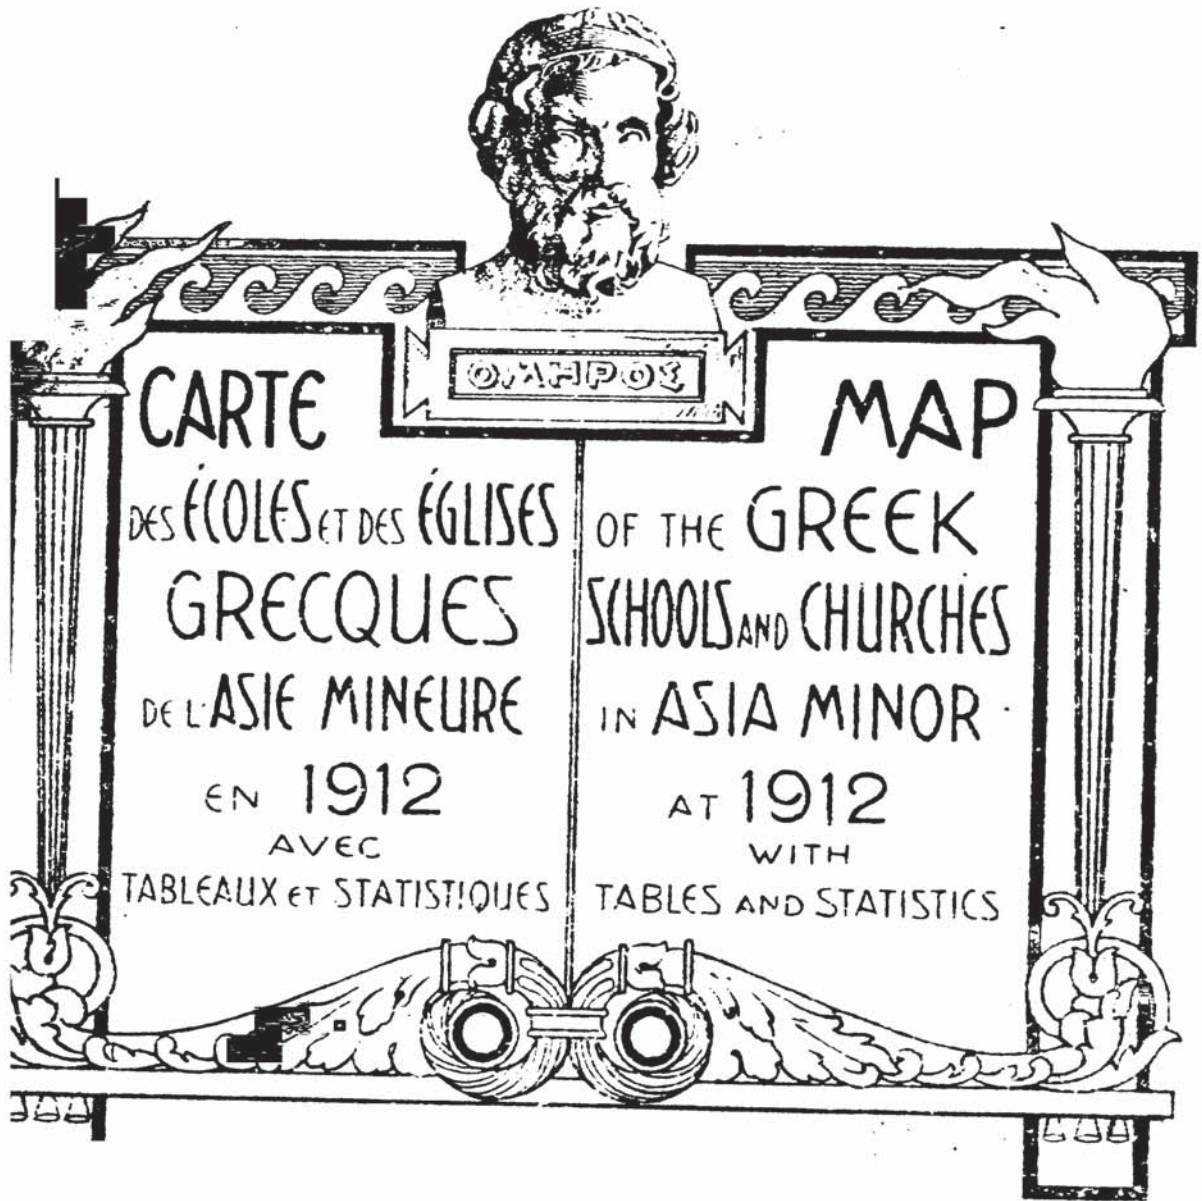 ΟΜΗΡΟΣ
CARTE
DES ÉCOLES ET DES ÉGLISES
GRECQUES
DE L'ASIE MINEURE
EN 1912
AVEC
TABLEAUX ET STATISTIQUES
MAP
OF THE GREEK
SCHOOLS AND CHURCHES
IN ASIA MINOR
AT 1912
WITH
TABLES AND STATISTICS